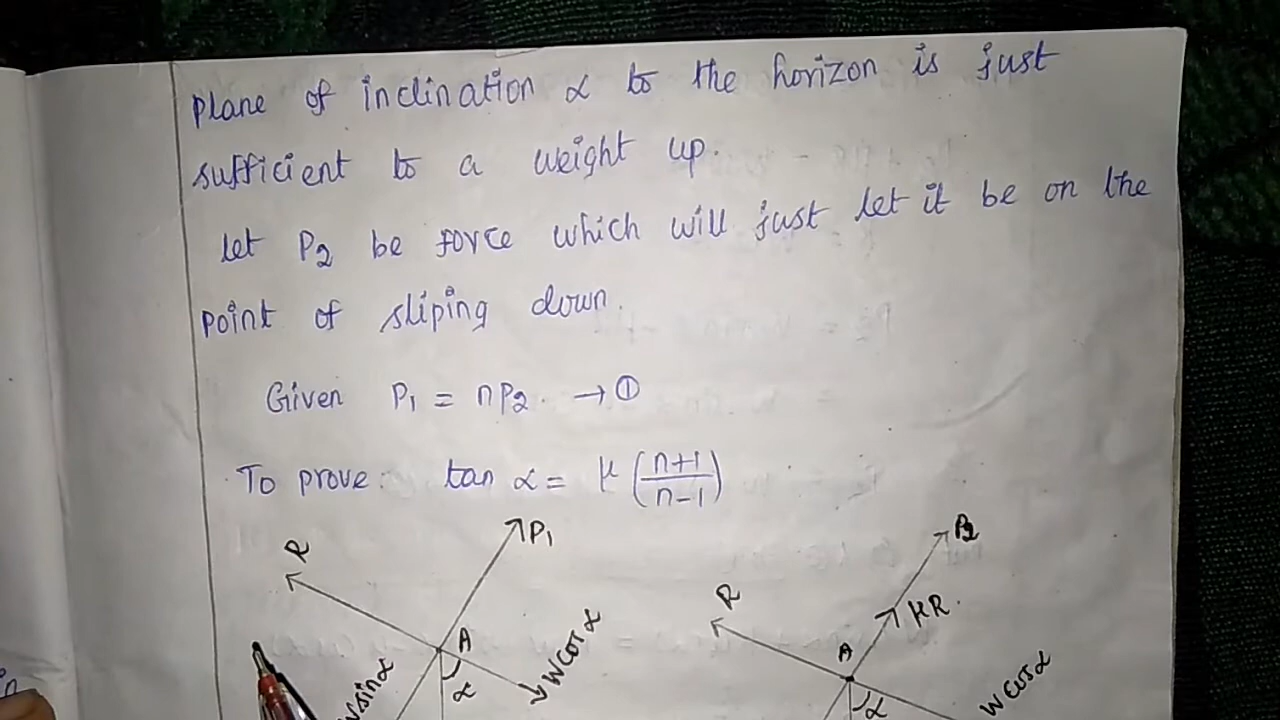 plane of inclination α to the horizon is just
sufficient to a weight up.
let P₂ be force which will just let it be on the
point of sliping down.
Given P₁ = nP₂. → ①
To prove: tan α = μ (n+1/n-1)
R
P₁
A
W cos α
α
W sin α
R
P₂
μR.
A
W cos α
α